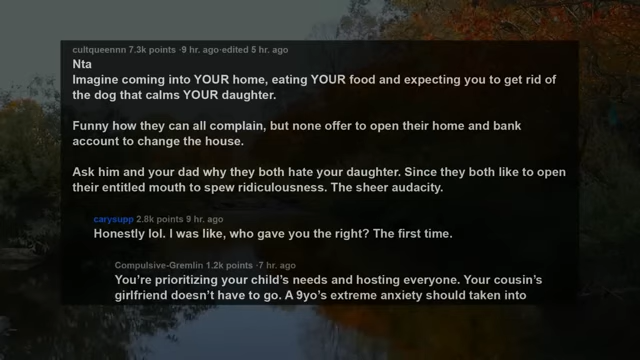 cultqueennn 7.3k points ·9 hr. ago·edited 5 hr. ago
Nta
Imagine coming into YOUR home, eating YOUR food and expecting you to get rid of
the dog that calms YOUR daughter.
Funny how they can all complain, but none offer to open their home and bank
account to change the house.
Ask him and your dad why they both hate your daughter. Since they both like to open
their entitled mouth to spew ridiculousness. The sheer audacity.
carysupp 2.8k points 9 hr. ago
Honestly lol. I was like, who gave you the right? The first time.
Compulsive-Gremlin 1.2k points ·7 hr. ago
You're prioritizing your child's needs and hosting everyone. Your cousin's
girlfriend doesn't have to go. A 9yo's extreme anxiety should taken into